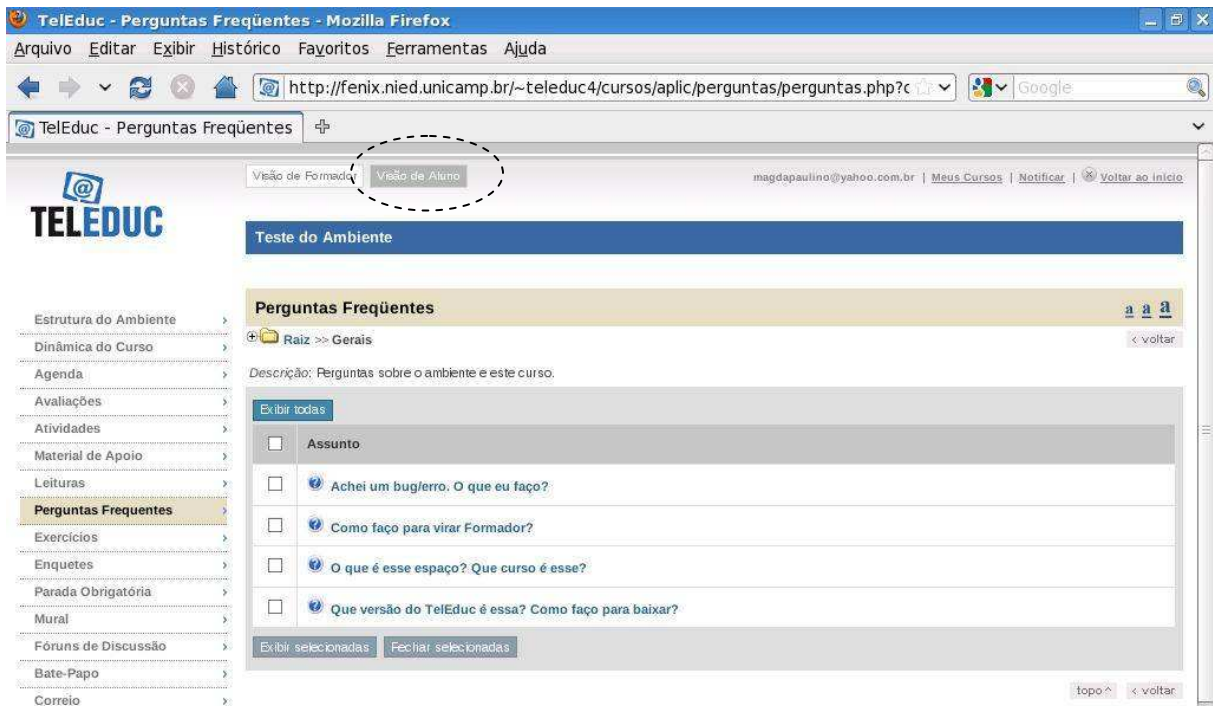 TelEduc - Perguntas Freqüentes - Mozilla Firefox
Arquivo Editar Exibir Histórico Favoritos Ferramentas Ajuda
http://fenix.nied.unicamp.br/~teleduc4/cursos/aplic/perguntas/perguntas.php?c Google
TelEduc - Perguntas Freqüentes
Visão de Formador Visão de Aluno magdapaulino@yahoo.com.br | Meus Cursos | Notificar | Voltar ao início
TELEDUC
Teste do Ambiente
Perguntas Freqüentes a a a
Raiz >> Gerais < voltar
Descrição: Perguntas sobre o ambiente e este curso.
Exibir todas
Assunto
Achei um bug/erro. O que eu faço?
Como faço para virar Formador?
O que é esse espaço? Que curso é esse?
Que versão do TelEduc é essa? Como faço para baixar?
Exibir selecionadas Fechar selecionadas
topo ^ < voltar
Estrutura do Ambiente
Dinâmica do Curso
Agenda
Avaliações
Atividades
Material de Apoio
Leituras
Perguntas Frequentes
Exercícios
Enquetes
Parada Obrigatória
Mural
Fóruns de Discussão
Bate-Papo
Correio